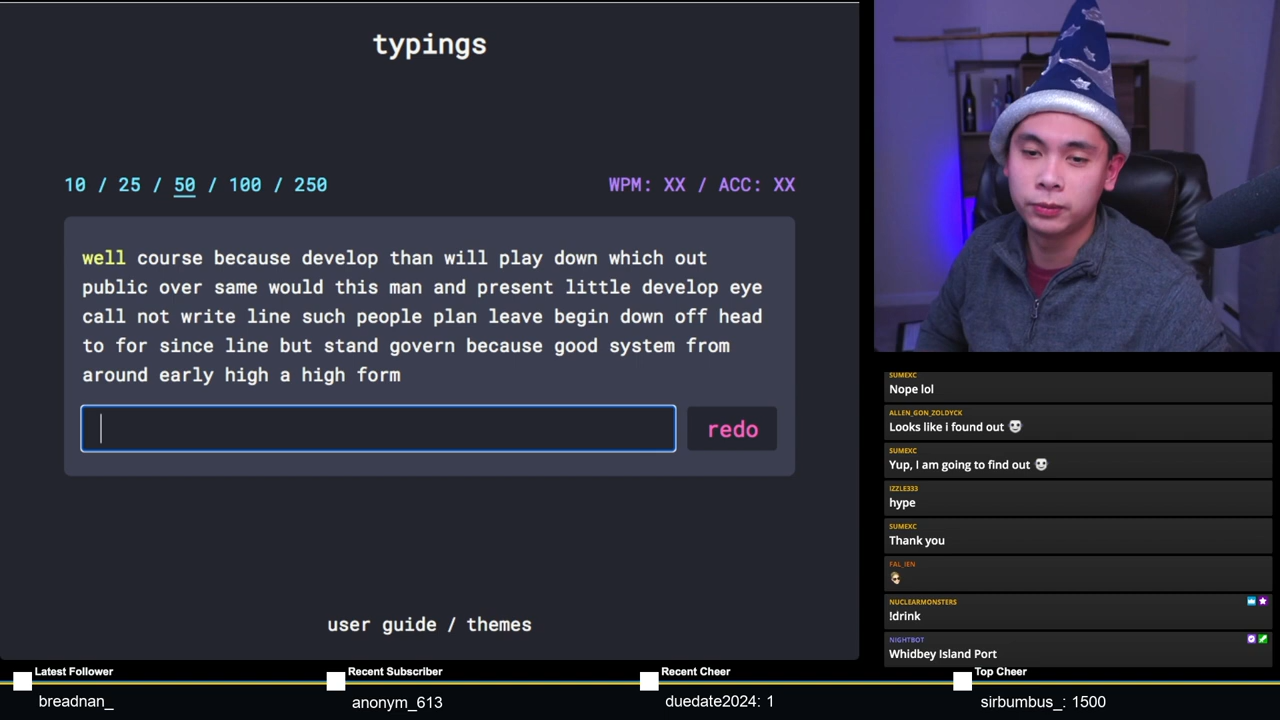 typings
10 / 25 / 50 / 100 / 250
WPM: XX / ACC: XX
well course because develop than will play down which out
public over same would this man and present little develop eye
call not write line such people plan leave begin down off head
to for since line but stand govern because good system from
around early high a high form
redo
user guide / themes
SUMEXC
Nope lol
ALLEN_GON_ZOLDYCK
Looks like i found out
SUMEXC
Yup, I am going to find out
IZZLE333
hype
SUMEXC
Thank you
FAL_IEN
NUCLEARMONSTERS
!drink
NIGHTBOT
Whidbey Island Port
Latest Follower
breadnan_
Recent Subscriber
anonym_613
Recent Cheer
duedate2024: 1
Top Cheer
sirbumbus_: 1500